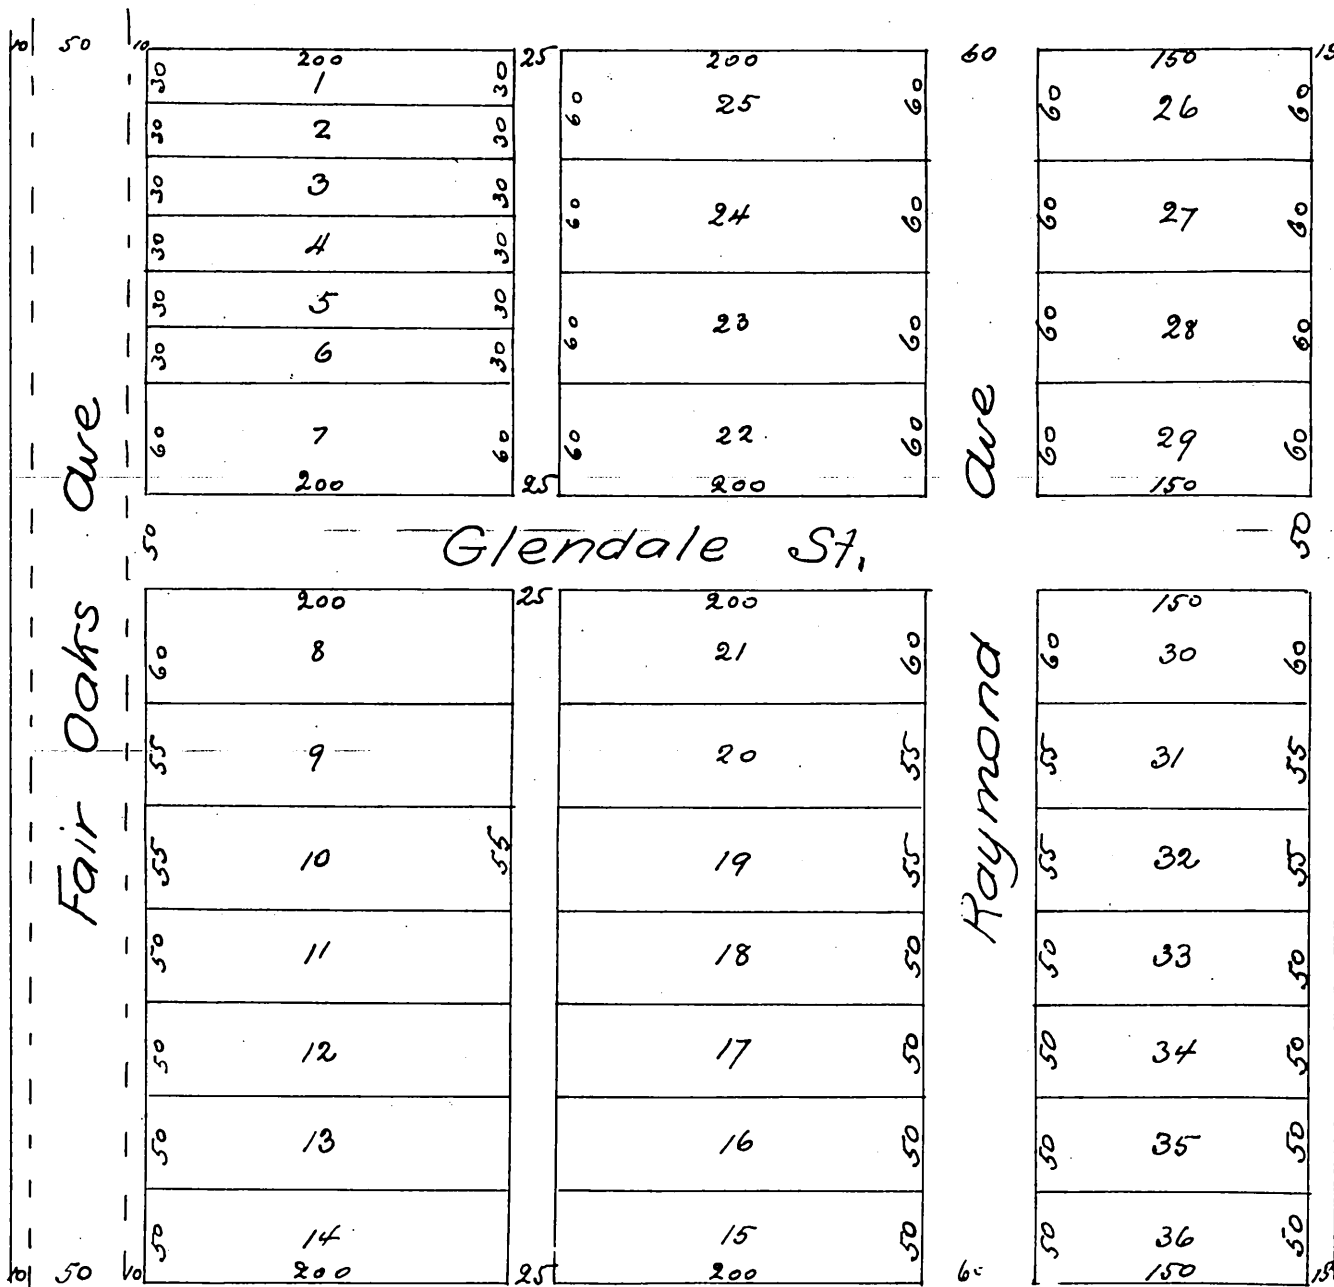 10 50 10 200 25 200 60 150 15
30 1 30 60 25 60 60 26 60
30 2 30
30 3 30 60 24 60 60 27 60
30 4 30
30 5 30 60 23 60 60 28 60
30 6 30
60 7 60 60 22 60 60 29 60
200 25 200 150
Fair Oaks Ave
50 Glendale St. 50
Raymond Ave
200 25 200 150
60 8 21 60 60 30 60
55 9 20 55 55 31 55
55 10 55 19 55 55 32 55
50 11 18 50 50 33 50
50 12 17 50 50 34 50
50 13 16 50 50 35 50
50 14 15 50 50 36 50
10 50 10 200 25 200 150